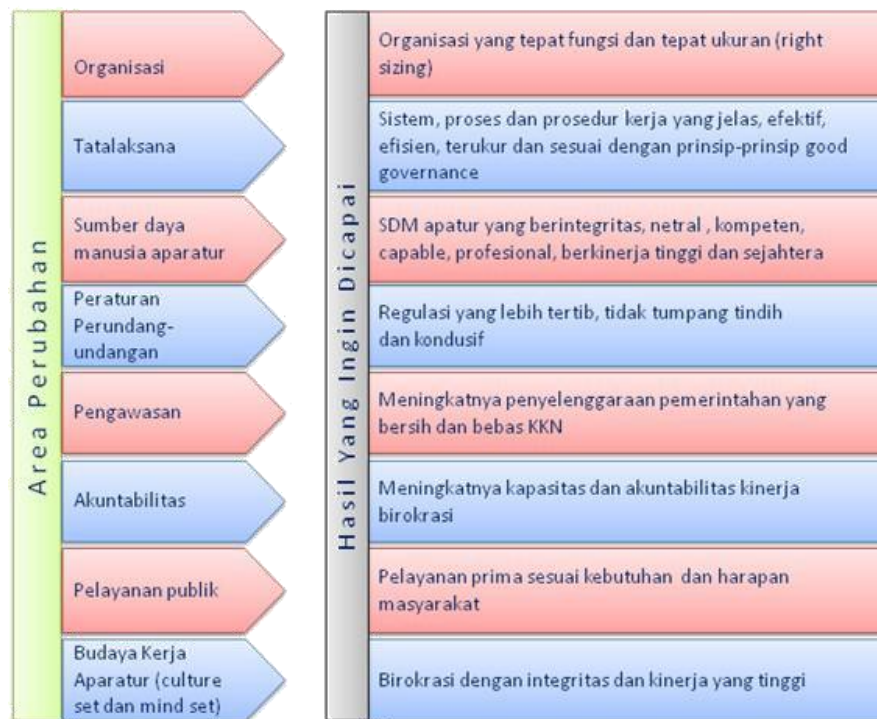 Area Perubahan
Organisasi
Tatalaksana
Sumber daya
manusia aparatur
Peraturan
Perundang-
undangan
Pengawasan
Akuntabilitas
Pelayanan publik
Budaya Kerja
Aparatur (culture
set dan mind set)
Hasil Yang Ingin Dicapai
Organisasi yang tepat fungsi dan tepat ukuran (right
sizing)
Sistem, proses dan prosedur kerja yang jelas, efektif,
efisien, terukur dan sesuai dengan prinsip-prinsip good
governance
SDM apatur yang berintegritas, netral , kompeten,
capable, profesional, berkinerja tinggi dan sejahtera
Regulasi yang lebih tertib, tidak tumpang tindih
dan kondusif
Meningkatnya penyelenggaraan pemerintahan yang
bersih dan bebas KKN
Meningkatnya kapasitas dan akuntabilitas kinerja
birokrasi
Pelayanan prima sesuai kebutuhan dan harapan
masyarakat
Birokrasi dengan integritas dan kinerja yang tinggi